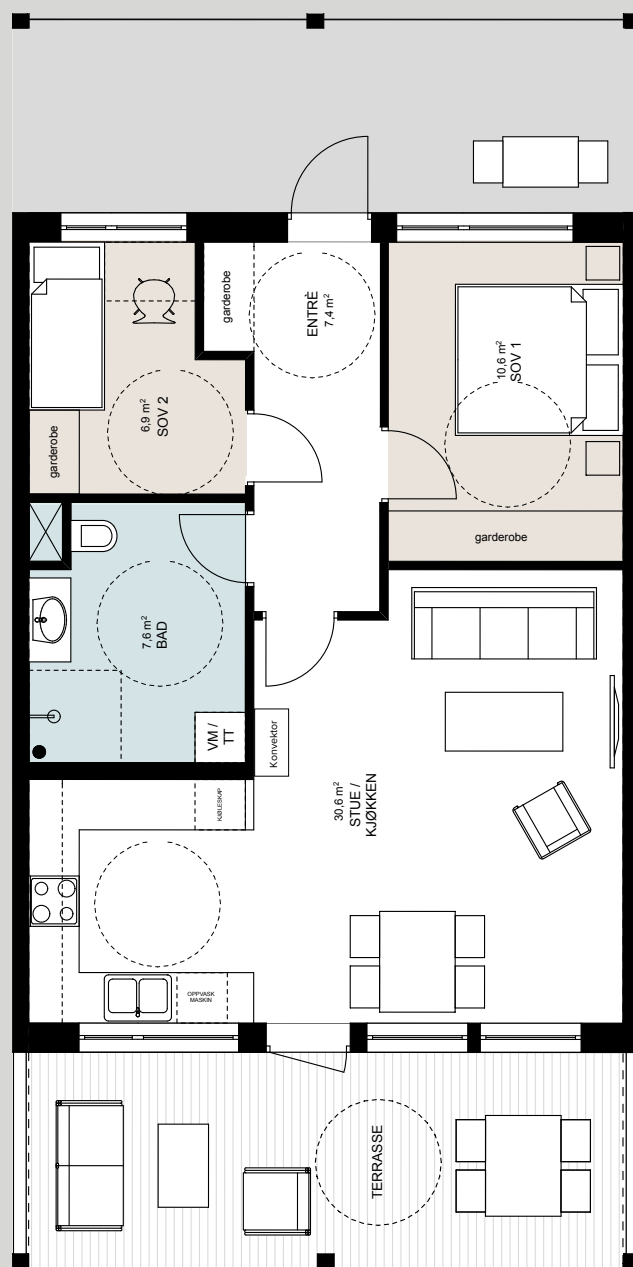 garderobe
ENTRÈ
7,4 m²
10,6 m²
SOV 1
6,9 m²
SOV 2
garderobe
garderobe
7,6 m²
BAD
VM /
TT
Konvektor
30,6 m²
STUE /
KJØKKEN
KJØLESKAP
OPPVASK
MASKIN
TERRASSE